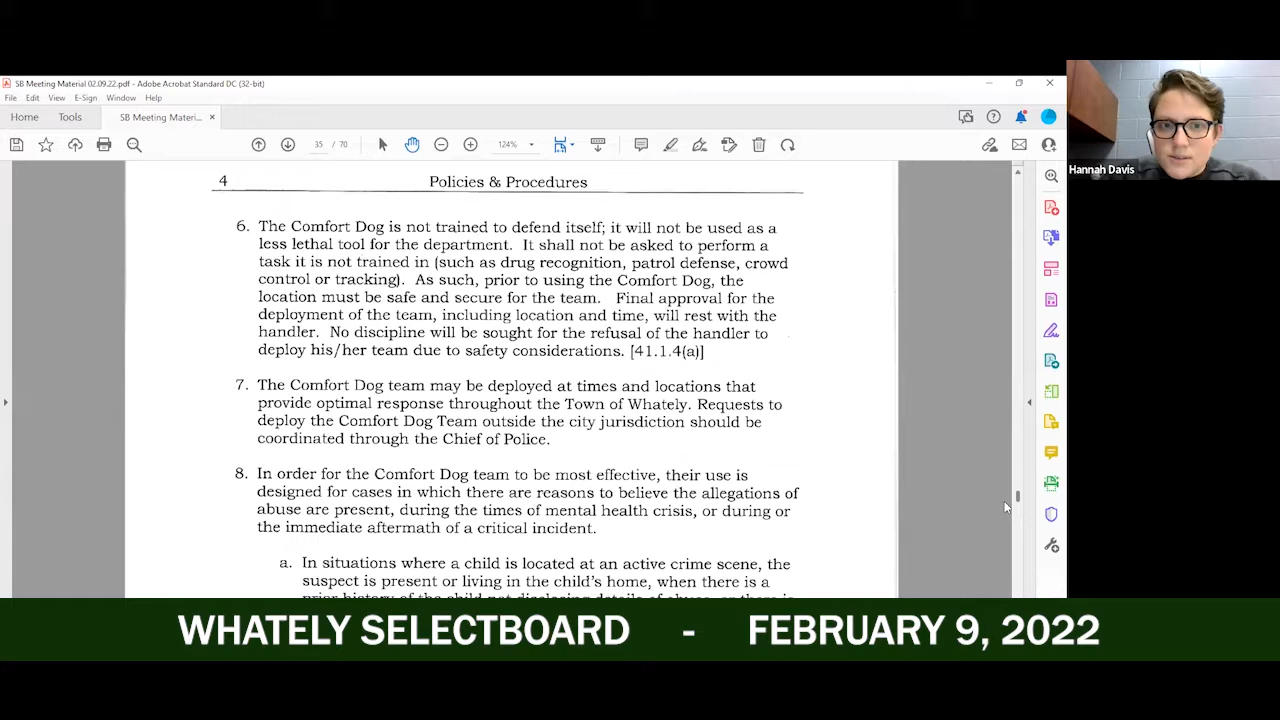 SB Meeting Material 02.09.22.pdf - Adobe Acrobat Standard DC (32-bit)
File Edit View E-Sign Window Help
Home Tools SB Meeting Materi... ×
35 / 70 124%
Hannah Davis
4 Policies & Procedures
6. The Comfort Dog is not trained to defend itself; it will not be used as a
less lethal tool for the department. It shall not be asked to perform a
task it is not trained in (such as drug recognition, patrol defense, crowd
control or tracking). As such, prior to using the Comfort Dog, the
location must be safe and secure for the team. Final approval for the
deployment of the team, including location and time, will rest with the
handler. No discipline will be sought for the refusal of the handler to
deploy his/her team due to safety considerations. [41.1.4(a)]
7. The Comfort Dog team may be deployed at times and locations that
provide optimal response throughout the Town of Whately. Requests to
deploy the Comfort Dog Team outside the city jurisdiction should be
coordinated through the Chief of Police.
8. In order for the Comfort Dog team to be most effective, their use is
designed for cases in which there are reasons to believe the allegations of
abuse are present, during the times of mental health crisis, or during or
the immediate aftermath of a critical incident.
a. In situations where a child is located at an active crime scene, the
suspect is present or living in the child's home, when there is a
prior history of the child not disclosing details of abuse, or there is
WHATELY SELECTBOARD - FEBRUARY 9, 2022